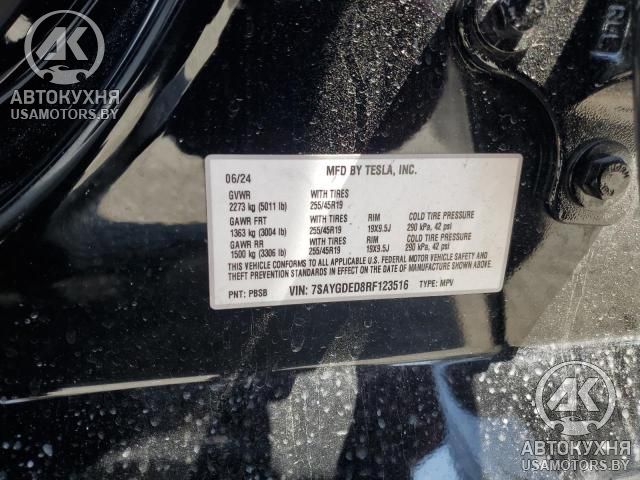 АК
АВТОКУХНЯ
USAMOTORS.BY
06/24 MFD BY TESLA, INC.
GVWR WITH TIRES
2273 kg (5011 lb) 255/45R19
GAWR FRT WITH TIRES RIM COLD TIRE PRESSURE
1363 kg (3004 lb) 255/45R19 19X9.5J 290 kPa, 42 psi
GAWR RR WITH TIRES RIM COLD TIRE PRESSURE
1500 kg (3306 lb) 255/45R19 19X9.5J 290 kPa, 42 psi
THIS VEHICLE CONFORMS TO ALL APPLICABLE U.S. FEDERAL MOTOR VEHICLE SAFETY AND
THEFT PREVENTION STANDARDS IN EFFECT ON THE DATE OF MANUFACTURE SHOWN ABOVE.
PNT: PBSB VIN: 7SAYGDED8RF123516 TYPE: MPV
АК
АВТОКУХНЯ
USAMOTORS.BY